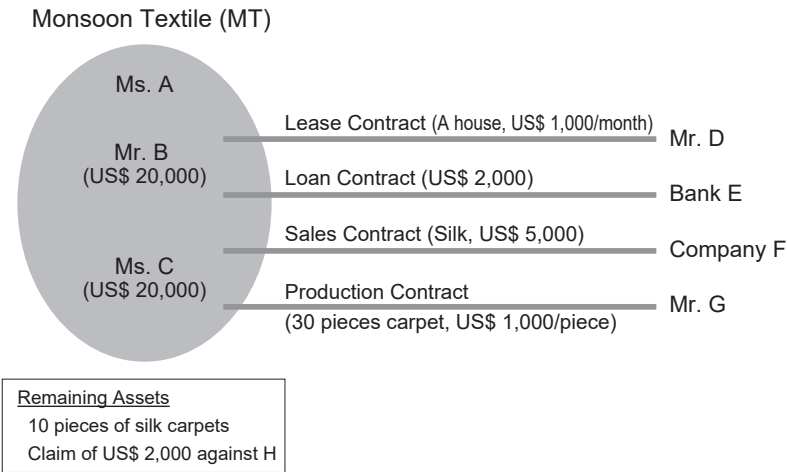 Monsoon Textile (MT)
Ms. A
Mr. B
(US$ 20,000)
Ms. C
(US$ 20,000)
Lease Contract (A house, US$ 1,000/month)
Mr. D
Loan Contract (US$ 2,000)
Bank E
Sales Contract (Silk, US$ 5,000)
Company F
Production Contract
(30 pieces carpet, US$ 1,000/piece)
Mr. G
Remaining Assets
10 pieces of silk carpets
Claim of US$ 2,000 against H